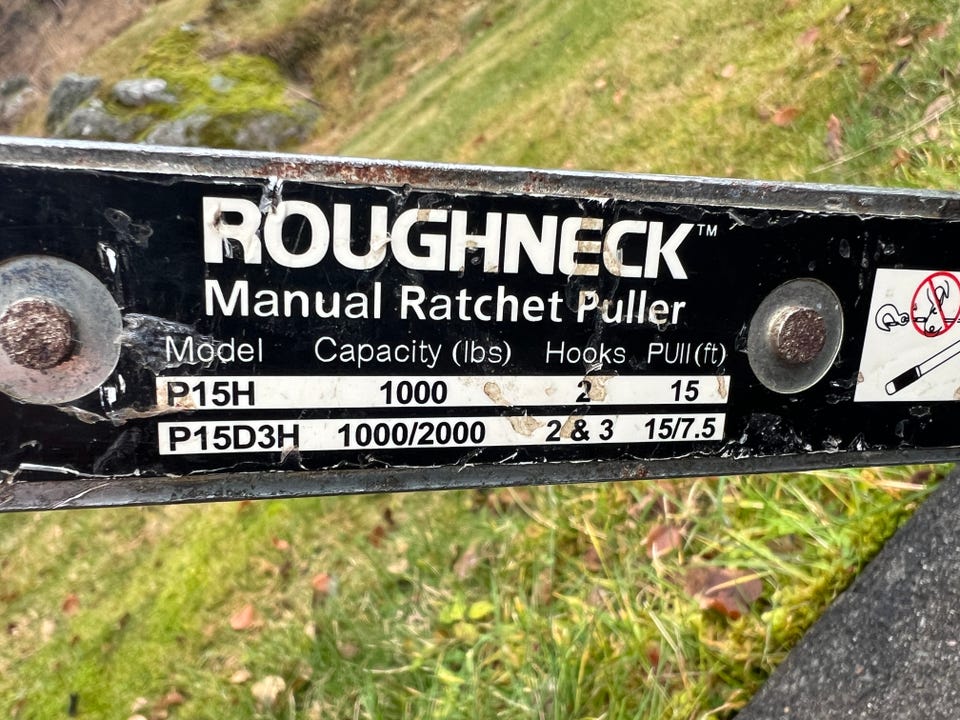 ROUGHNECK™
Manual Ratchet Puller
Model Capacity (lbs) Hooks PUll(ft)
P15H 1000 2 15
P15D3H 1000/2000 2 & 3 15/7.5